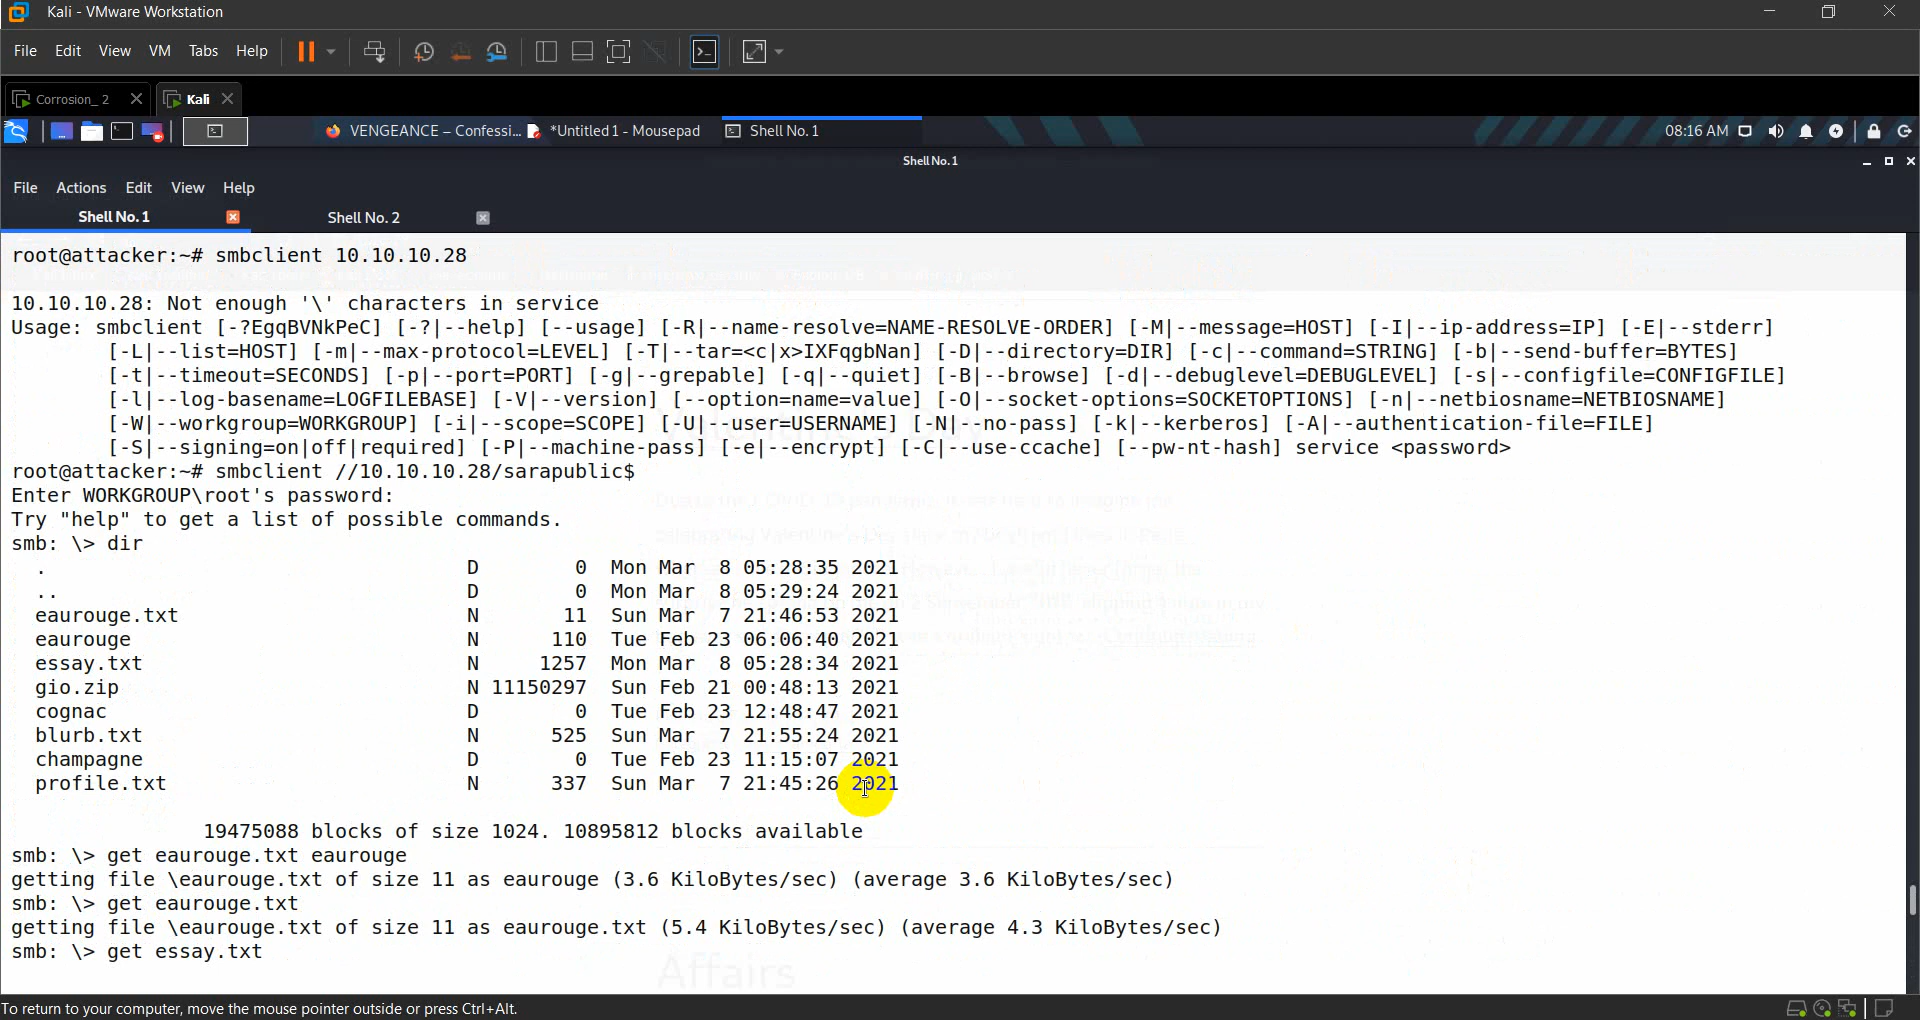 Kali - VMware Workstation
File Edit View VM Tabs Help
Corrosion_ 2 Kali
VENGEANCE – Confessi... *Untitled 1 - Mousepad Shell No. 1 08:16 AM
Shell No. 1
File Actions Edit View Help
Shell No. 1 Shell No. 2
root@attacker:~# smbclient 10.10.10.28
10.10.10.28: Not enough '\' characters in service
Usage: smbclient [-?EgqBVNkPeC] [-?|--help] [--usage] [-R|--name-resolve=NAME-RESOLVE-ORDER] [-M|--message=HOST] [-I|--ip-address=IP] [-E|--stderr]
[-L|--list=HOST] [-m|--max-protocol=LEVEL] [-T|--tar=<c|x>IXFqgbNan] [-D|--directory=DIR] [-c|--command=STRING] [-b|--send-buffer=BYTES]
[-t|--timeout=SECONDS] [-p|--port=PORT] [-g|--grepable] [-q|--quiet] [-B|--browse] [-d|--debuglevel=DEBUGLEVEL] [-s|--configfile=CONFIGFILE]
[-l|--log-basename=LOGFILEBASE] [-V|--version] [--option=name=value] [-O|--socket-options=SOCKETOPTIONS] [-n|--netbiosname=NETBIOSNAME]
[-W|--workgroup=WORKGROUP] [-i|--scope=SCOPE] [-U|--user=USERNAME] [-N|--no-pass] [-k|--kerberos] [-A|--authentication-file=FILE]
[-S|--signing=on|off|required] [-P|--machine-pass] [-e|--encrypt] [-C|--use-ccache] [--pw-nt-hash] service <password>
root@attacker:~# smbclient //10.10.10.28/sarapublic$
Enter WORKGROUP\root's password:
Try "help" to get a list of possible commands.
smb: \> dir
. D 0 Mon Mar 8 05:28:35 2021
.. D 0 Mon Mar 8 05:29:24 2021
eaurouge.txt N 11 Sun Mar 7 21:46:53 2021
eaurouge N 110 Tue Feb 23 06:06:40 2021
essay.txt N 1257 Mon Mar 8 05:28:34 2021
gio.zip N 11150297 Sun Feb 21 00:48:13 2021
cognac D 0 Tue Feb 23 12:48:47 2021
blurb.txt N 525 Sun Mar 7 21:55:24 2021
champagne D 0 Tue Feb 23 11:15:07 2021
profile.txt N 337 Sun Mar 7 21:45:26 2021
19475088 blocks of size 1024. 10895812 blocks available
smb: \> get eaurouge.txt eaurouge
getting file \eaurouge.txt of size 11 as eaurouge (3.6 KiloBytes/sec) (average 3.6 KiloBytes/sec)
smb: \> get eaurouge.txt
getting file \eaurouge.txt of size 11 as eaurouge.txt (5.4 KiloBytes/sec) (average 4.3 KiloBytes/sec)
smb: \> get essay.txt
Affairs
To return to your computer, move the mouse pointer outside or press Ctrl+Alt.